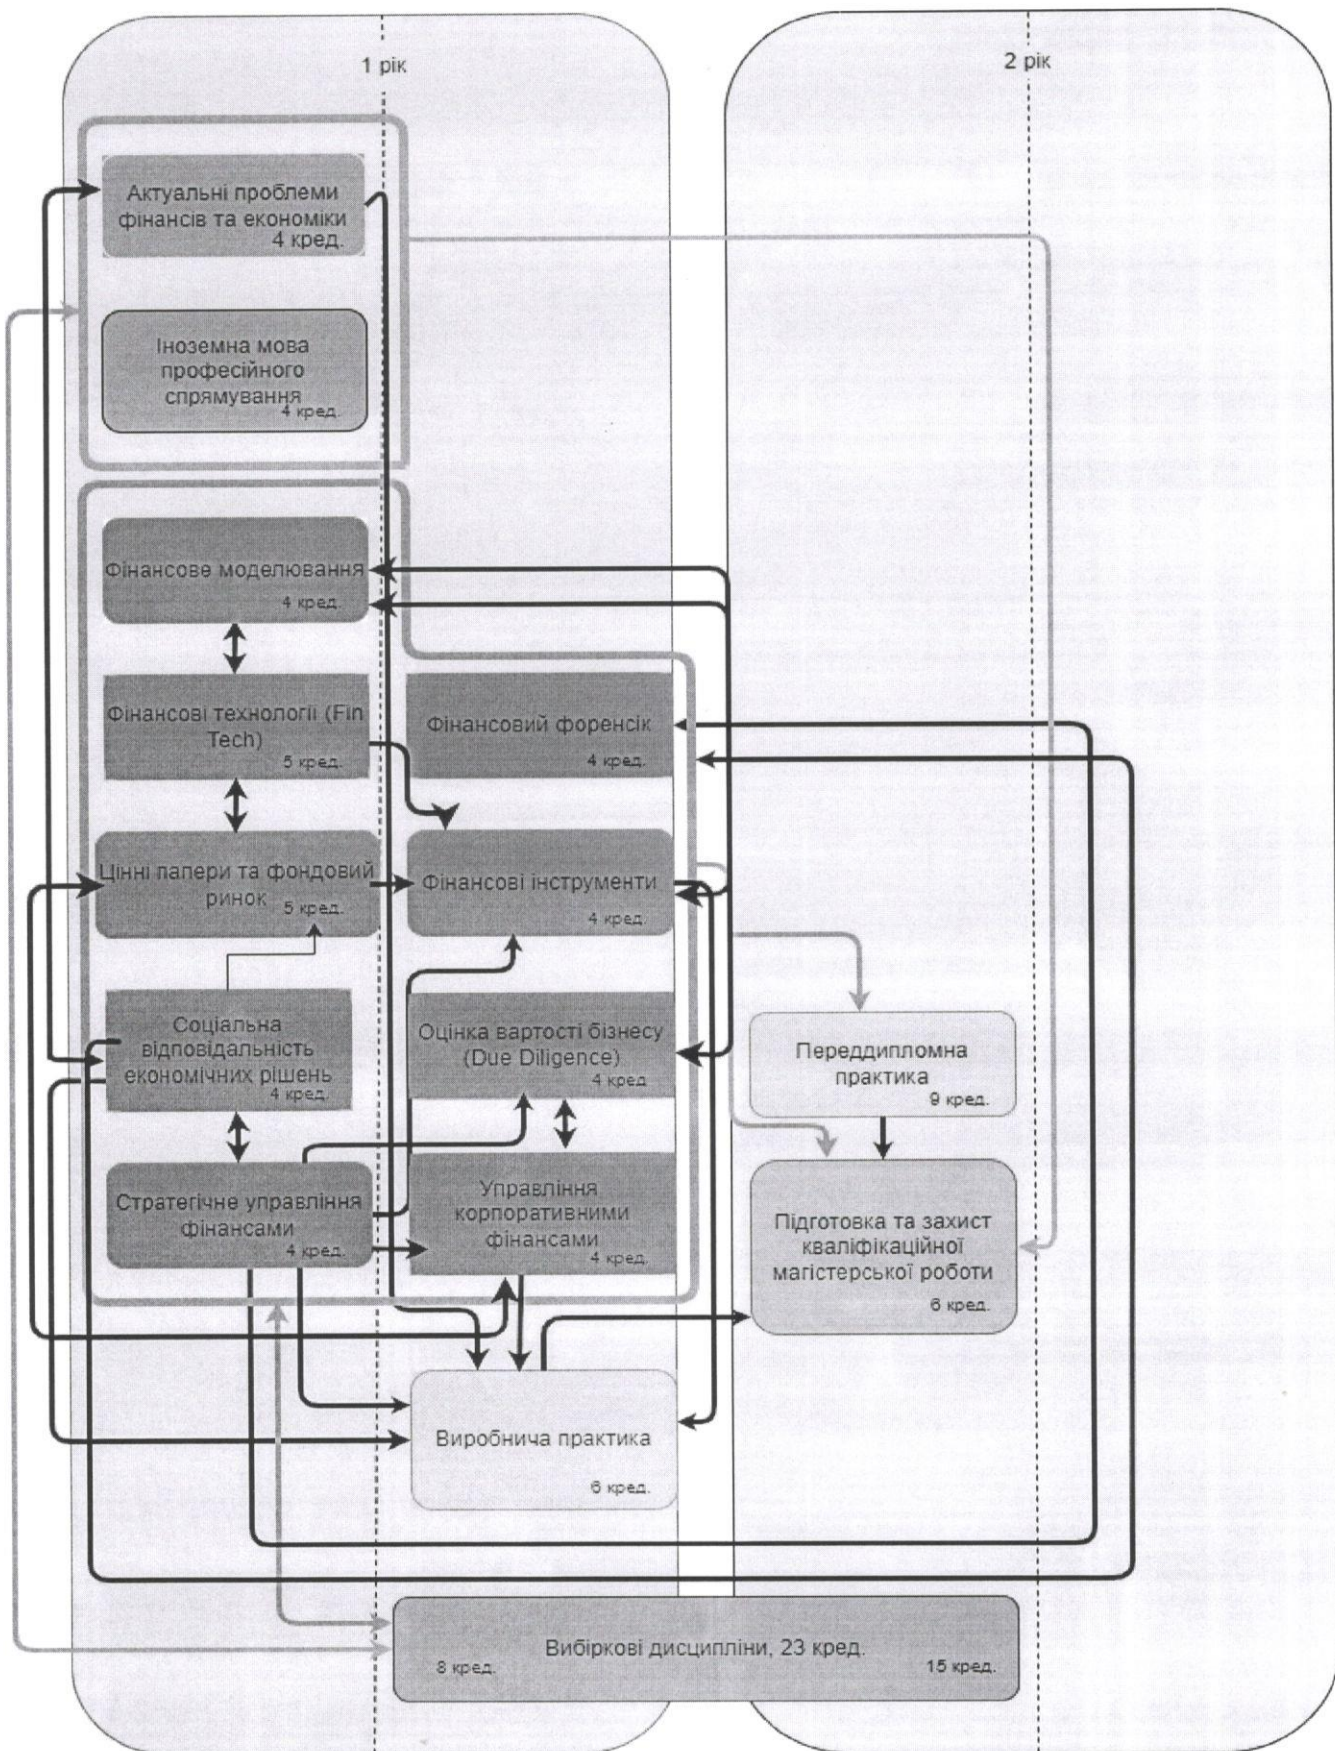 1 рік
2 рік
Актуальні проблеми
фінансів та економіки
4 кред.
Іноземна мова
професійного
спрямування
4 кред.
Фінансове моделювання
4 кред.
Фінансові технології (Fin
Tech)
5 кред.
Фінансовий форенсік
4 кред.
Цінні папери та фондовий
ринок
5 кред.
Фінансові інструменти
4 кред.
Соціальна
відповідальність
економічних рішень
4 кред.
Оцінка вартості бізнесу
(Due Diligence)
4 кред
Переддипломна
практика
9 кред.
Стратегічне управління
фінансами
4 кред.
Управління
корпоративними
фінансами
4 кред.
Підготовка та захист
кваліфікаційної
магістерської роботи
6 кред.
Виробнича практика
6 кред.
Вибіркові дисципліни, 23 кред.
8 кред.
15 кред.